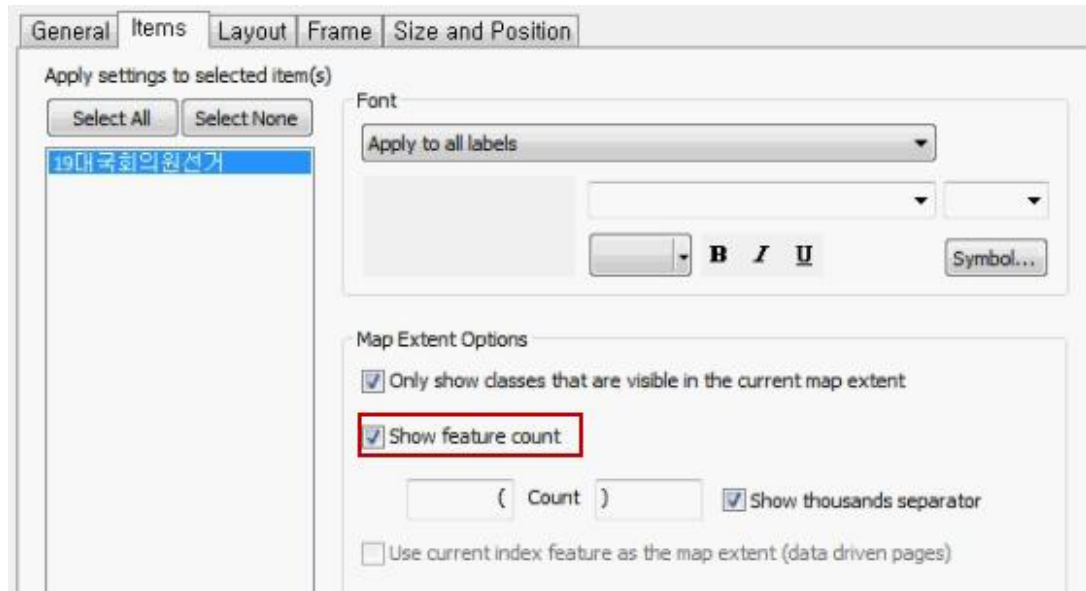 General Items Layout Frame Size and Position
Apply settings to selected item(s)
Select All Select None
19대국회의원선거
Font
Apply to all labels
B I U Symbol...
Map Extent Options
Only show classes that are visible in the current map extent
Show feature count
( Count ) Show thousands separator
Use current index feature as the map extent (data driven pages)